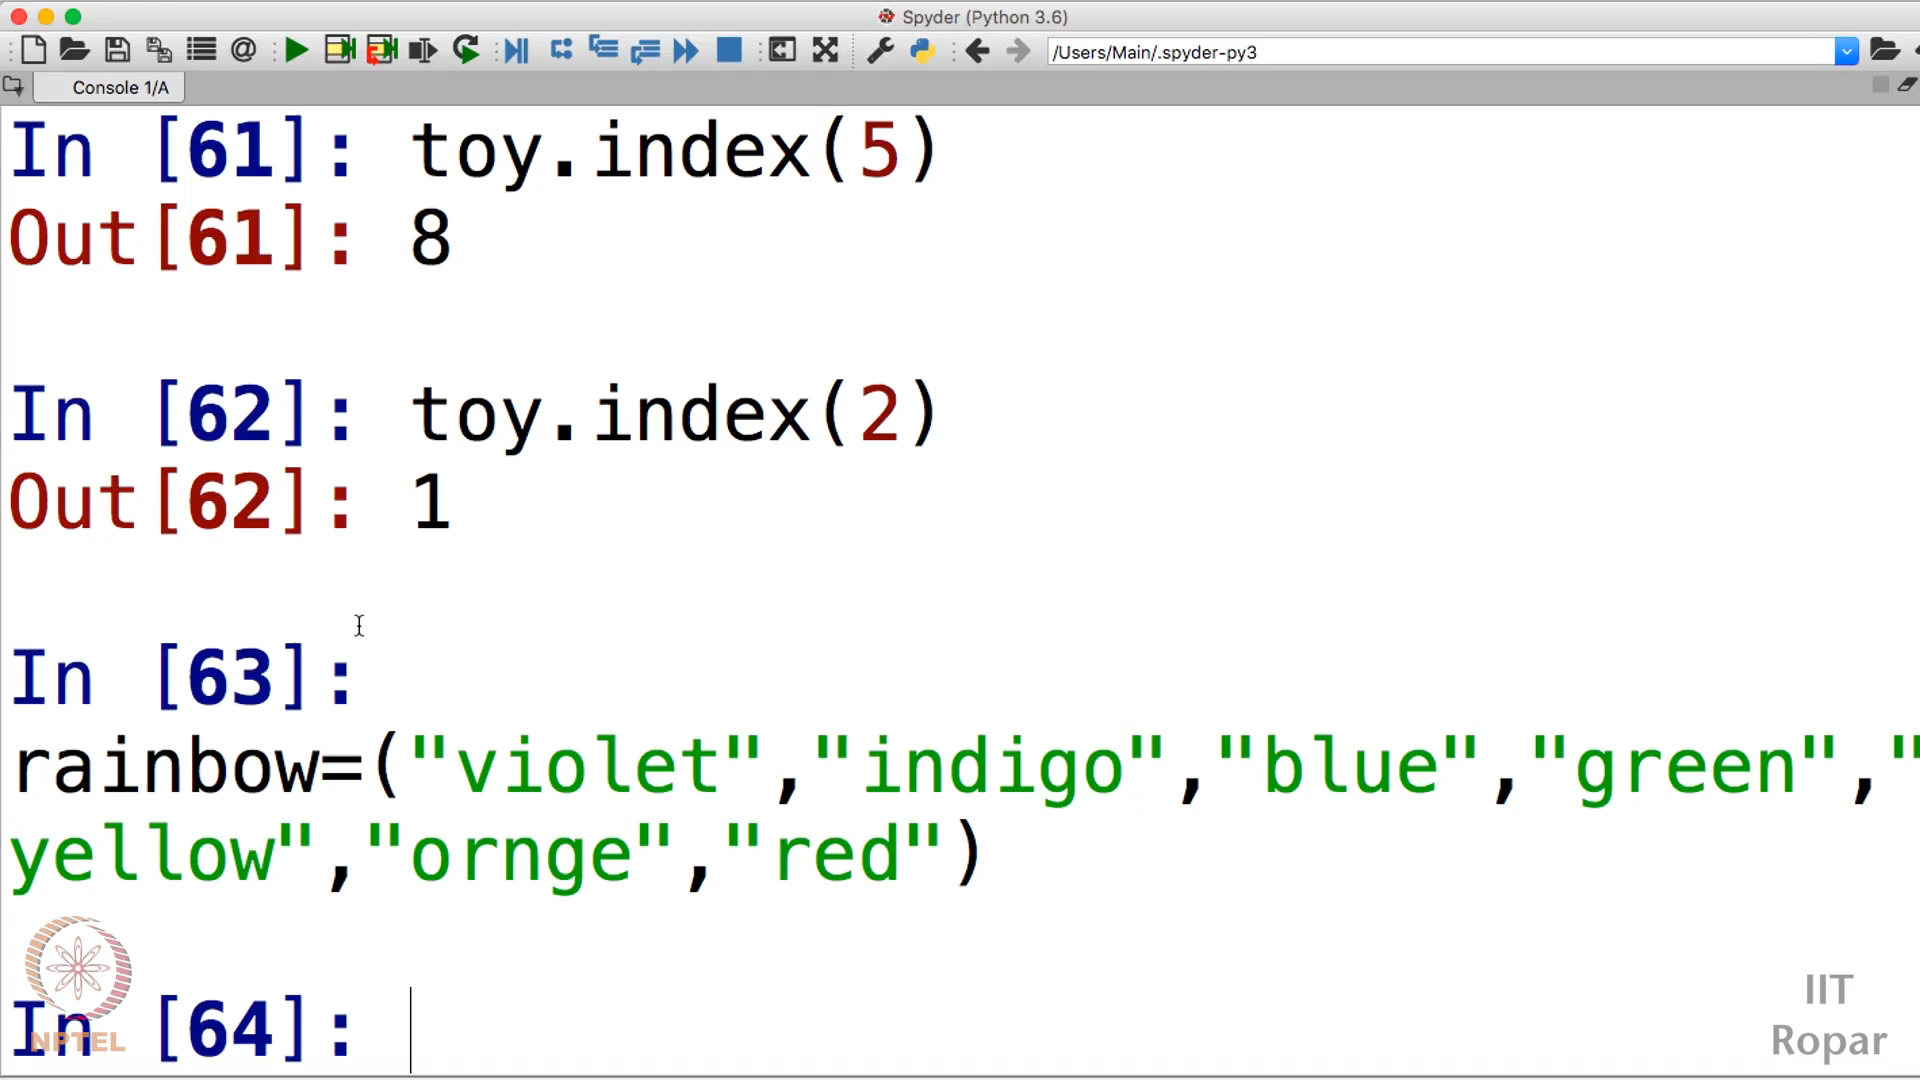 Spyder (Python 3.6)
/Users/Main/.spyder-py3
Console 1/A
In [61]: toy.index(5)
Out[61]: 8
In [62]: toy.index(2)
Out[62]: 1
In [63]:
rainbow=("violet","indigo","blue","green","
yellow","ornge","red")
In [64]:
NPTEL
IIT
Ropar